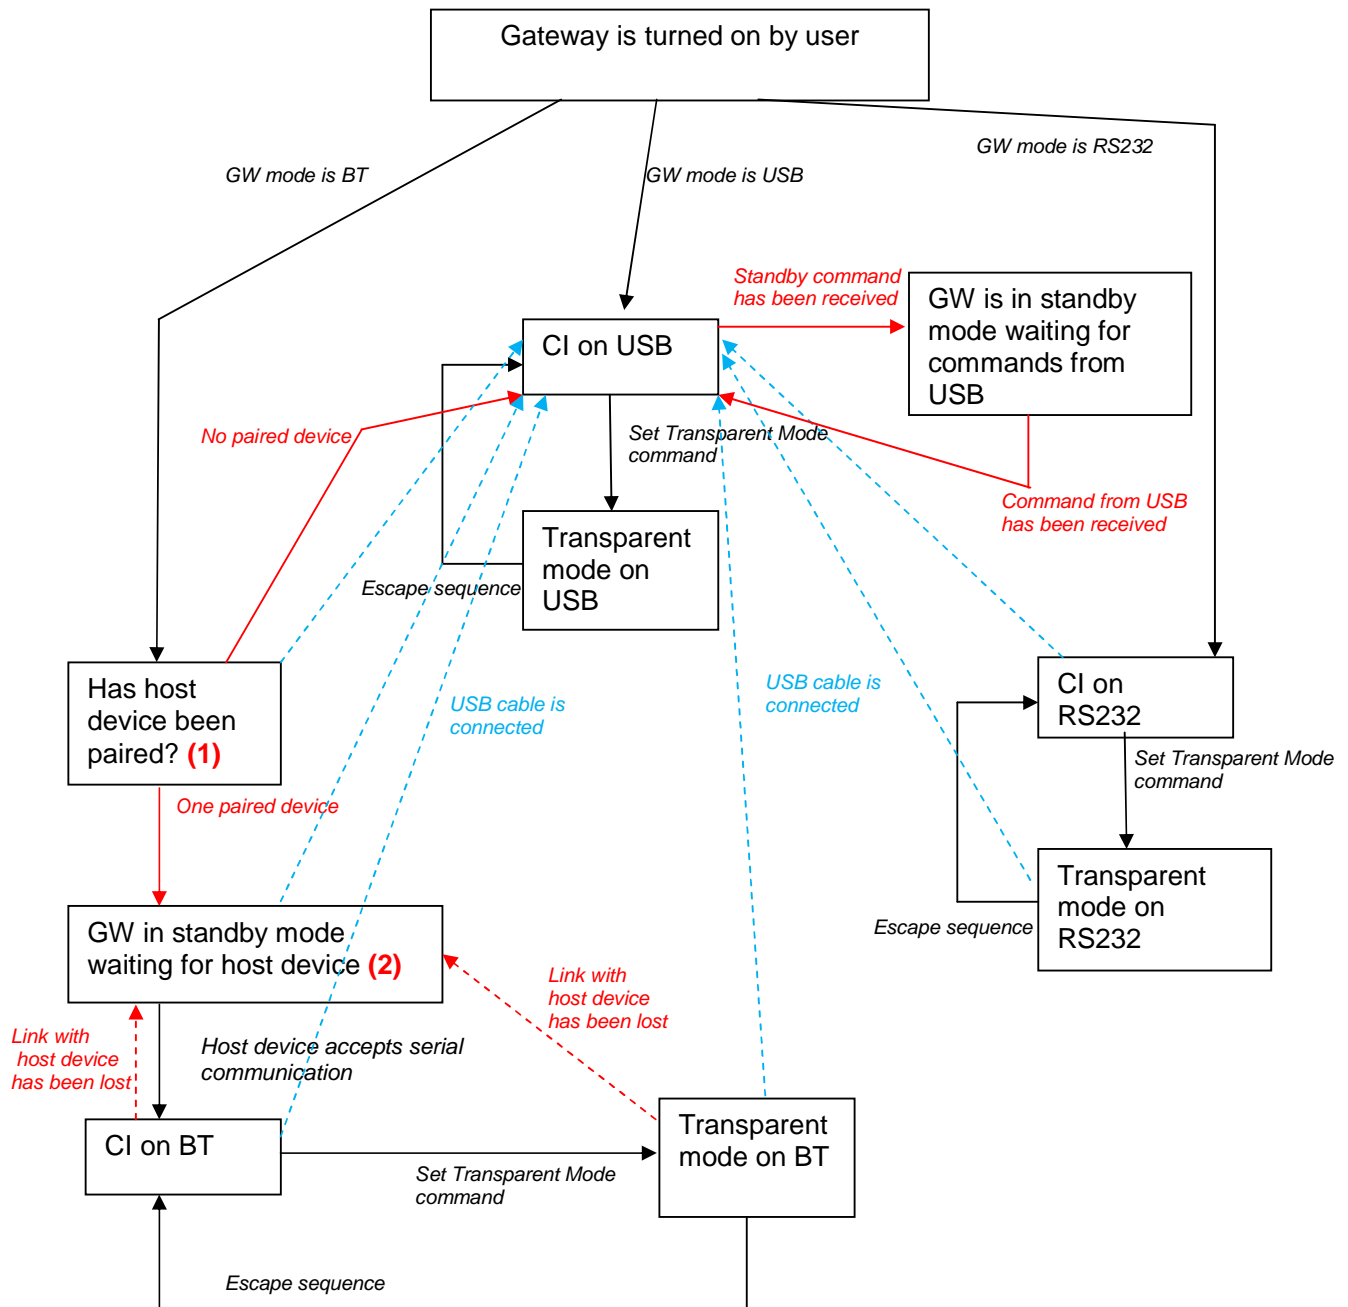 Gateway is turned on by user
GW mode is RS232
GW mode is BT
GW mode is USB
Standby command
has been received
GW is in standby
mode waiting for
commands from
USB
CI on USB
No paired device
Set Transparent Mode
command
Command from USB
has been received
Transparent
mode on
USB
Escape sequence
Has host
device been
paired? (1)
USB cable is
connected
USB cable is
connected
CI on
RS232
Set Transparent Mode
command
One paired device
Transparent
mode on
RS232
Escape sequence
GW in standby mode
waiting for host device (2)
Link with
host device
has been lost
Link with
host device
has been lost
Host device accepts serial
communication
CI on BT
Transparent
mode on BT
Set Transparent Mode
command
Escape sequence